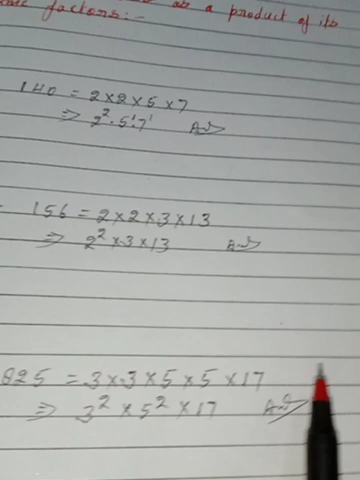 factors:- as a product of its
140 = 2×2×5×7
⇒ 2².5¹.7¹ Ans
156 = 2×2×3×13
⇒ 2²×3×13 Ans
825 = 3×3×5×5×17
⇒ 3²×5²×17 Ans